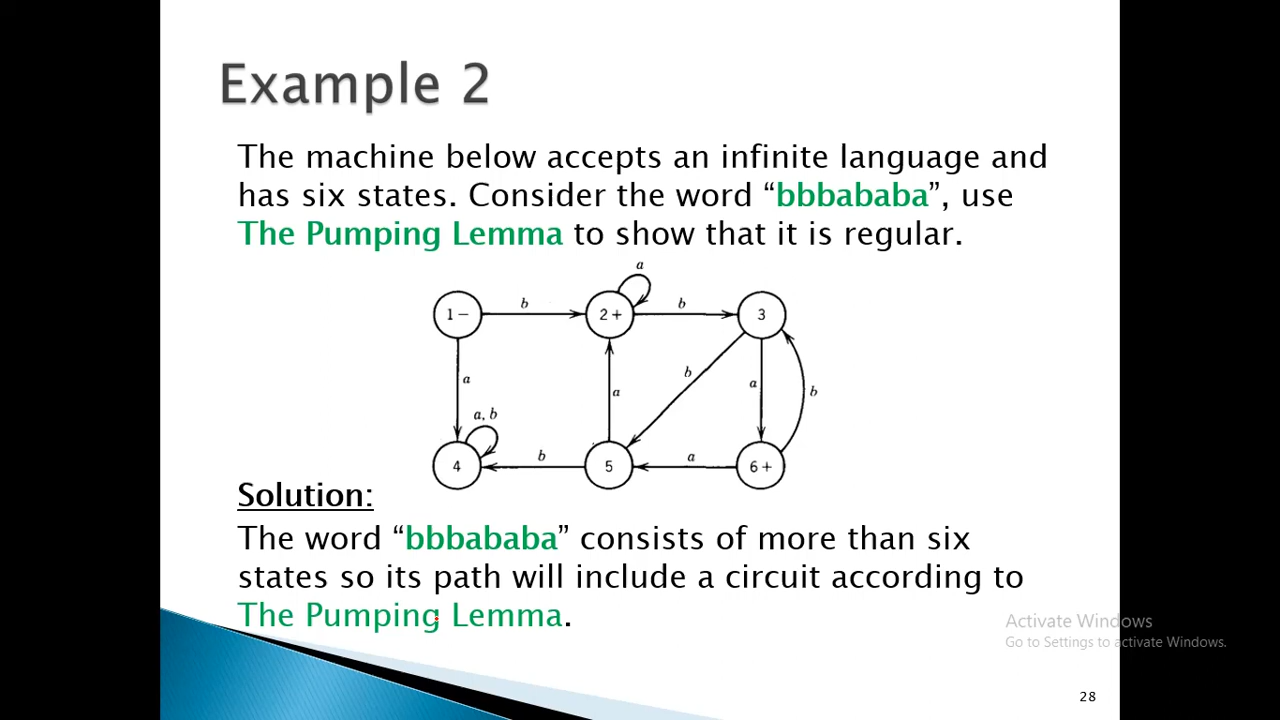 Example 2
The machine below accepts an infinite language and
has six states. Consider the word “bbbababa”, use
The Pumping Lemma to show that it is regular.
a
1 − b 2 + b 3
a a b a b
a, b
4 b 5 a 6 +
Solution:
The word “bbbababa” consists of more than six
states so its path will include a circuit according to
The Pumping Lemma.
Activate Windows
Go to Settings to activate Windows.
28